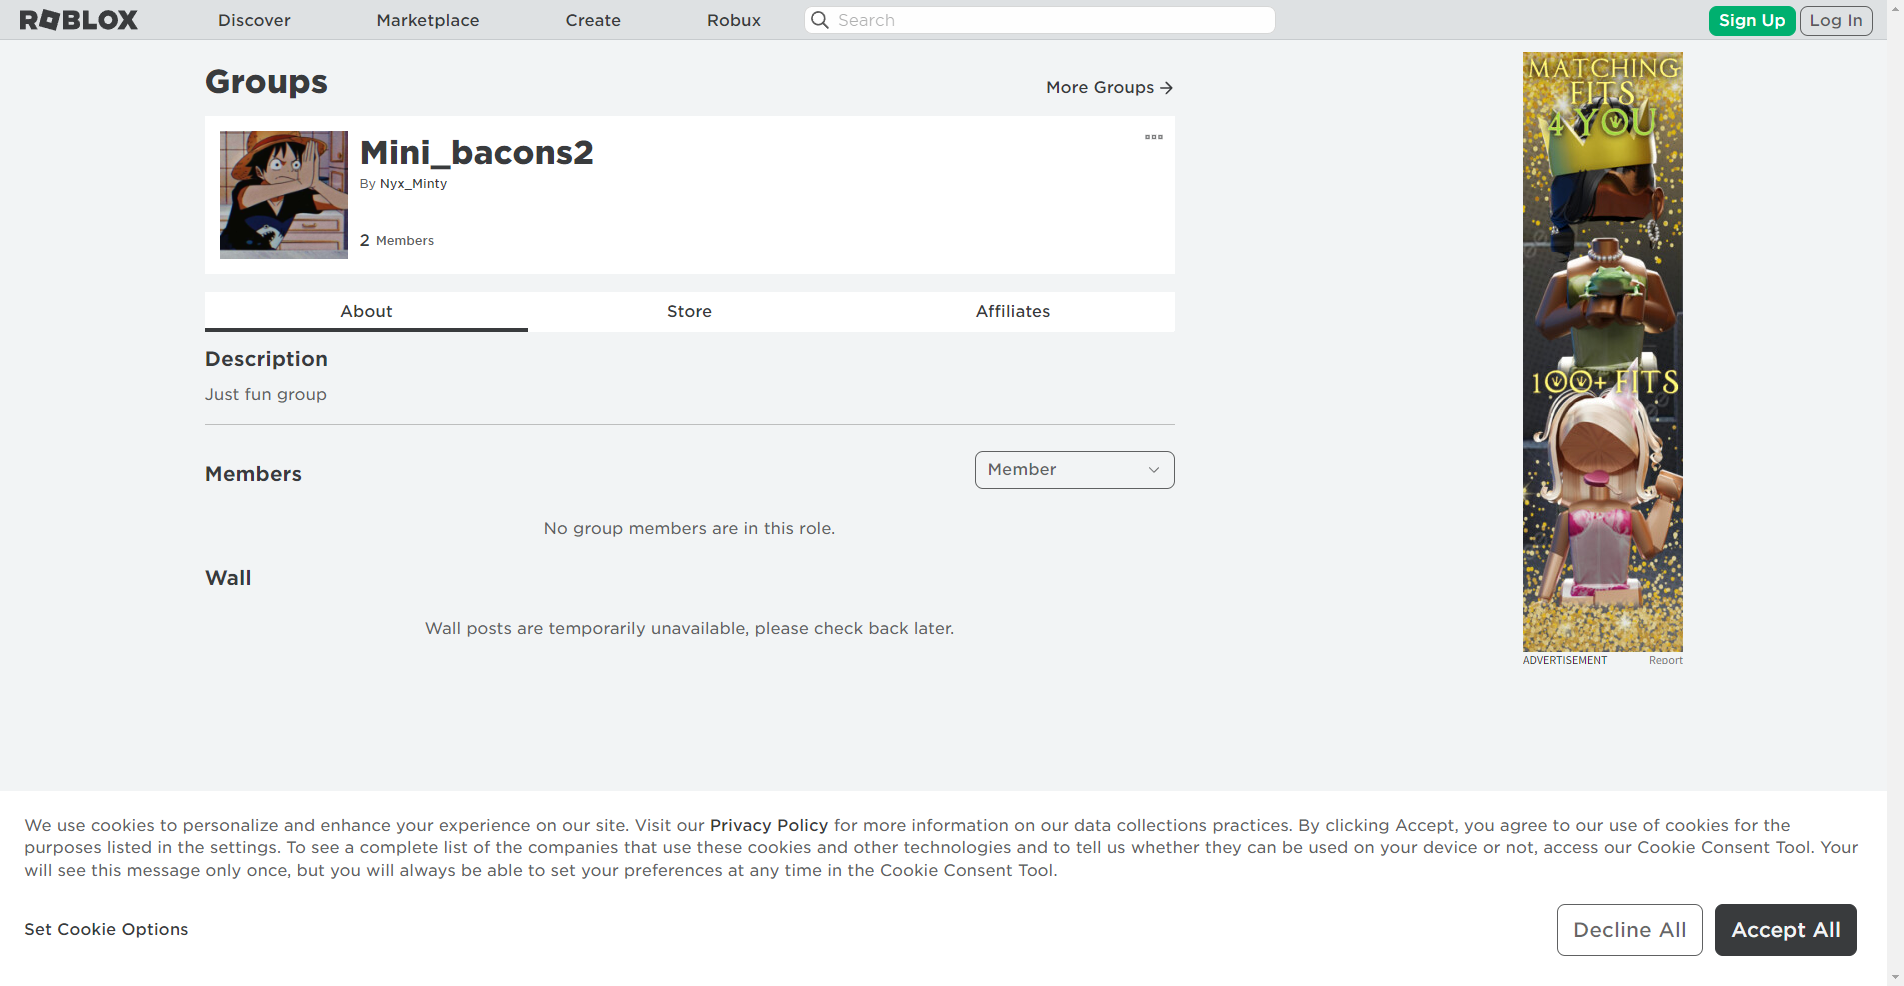 ROBLOX
Discover
Marketplace
Create
Robux
Search
Sign Up
Log In
Groups
More Groups →
Mini_bacons2
By Nyx_Minty
2 Members
About
Store
Affiliates
Description
Just fun group
Members
Member
No group members are in this role.
Wall
Wall posts are temporarily unavailable, please check back later.
MATCHING
FITS
4 YOU
100+ FITS
ADVERTISEMENT
Report
We use cookies to personalize and enhance your experience on our site. Visit our Privacy Policy for more information on our data collections practices. By clicking Accept, you agree to our use of cookies for the
purposes listed in the settings. To see a complete list of the companies that use these cookies and other technologies and to tell us whether they can be used on your device or not, access our Cookie Consent Tool. Your
will see this message only once, but you will always be able to set your preferences at any time in the Cookie Consent Tool.
Set Cookie Options
Decline All
Accept All